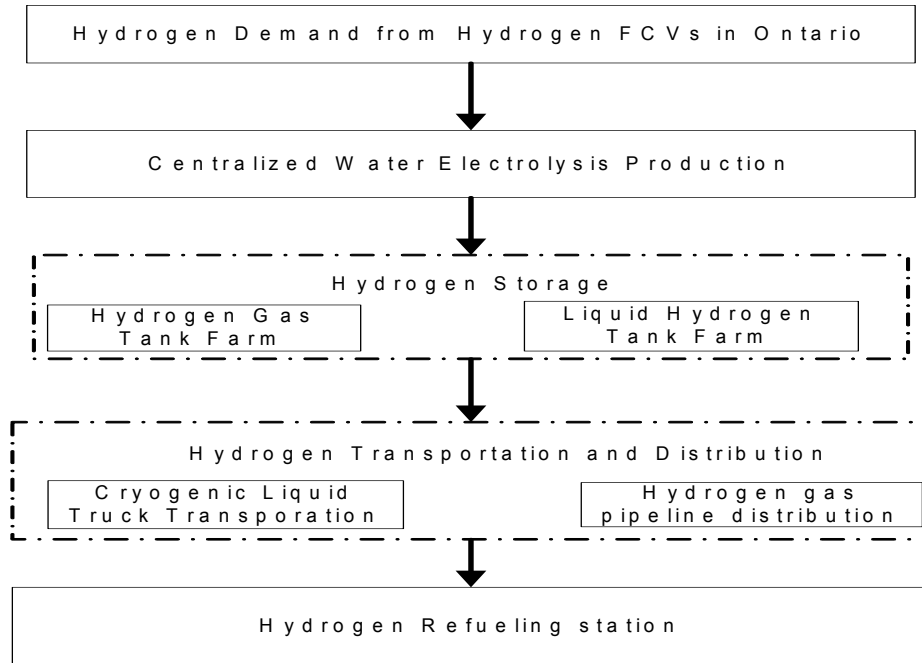 Hydrogen Demand from Hydrogen FCVs in Ontario
Centralized Water Electrolysis Production
Hydrogen Storage
Hydrogen Gas
Tank Farm
Liquid Hydrogen
Tank Farm
Hydrogen Transportation and Distribution
Cryogenic Liquid
Truck Transporation
Hydrogen gas
pipeline distribution
Hydrogen Refueling station